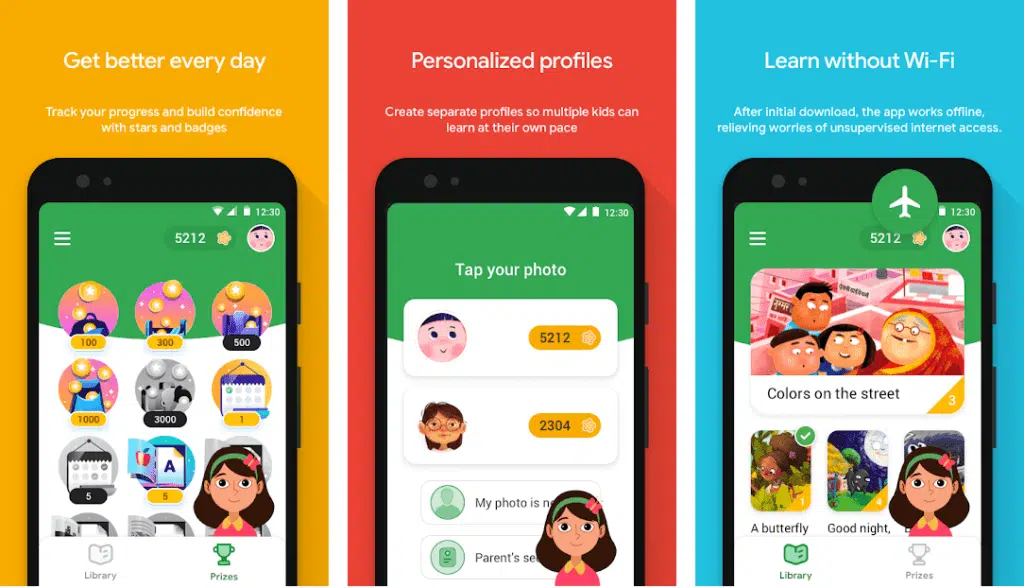 Get better every day
Track your progress and build confidence
with stars and badges
12:30
5212
100
300
500
1000
3000
1
5
A
5
Library
Prizes
Personalized profiles
Create separate profiles so multiple kids can
learn at their own pace
12:30
Tap your photo
5212
2304
My photo is
Parent's
Learn without Wi-Fi
After initial download, the app works offline,
relieving worries of unsupervised internet access.
12:30
5212
Colors on the street
3
1
4
A butterfly
Good night,
Library
Prizes